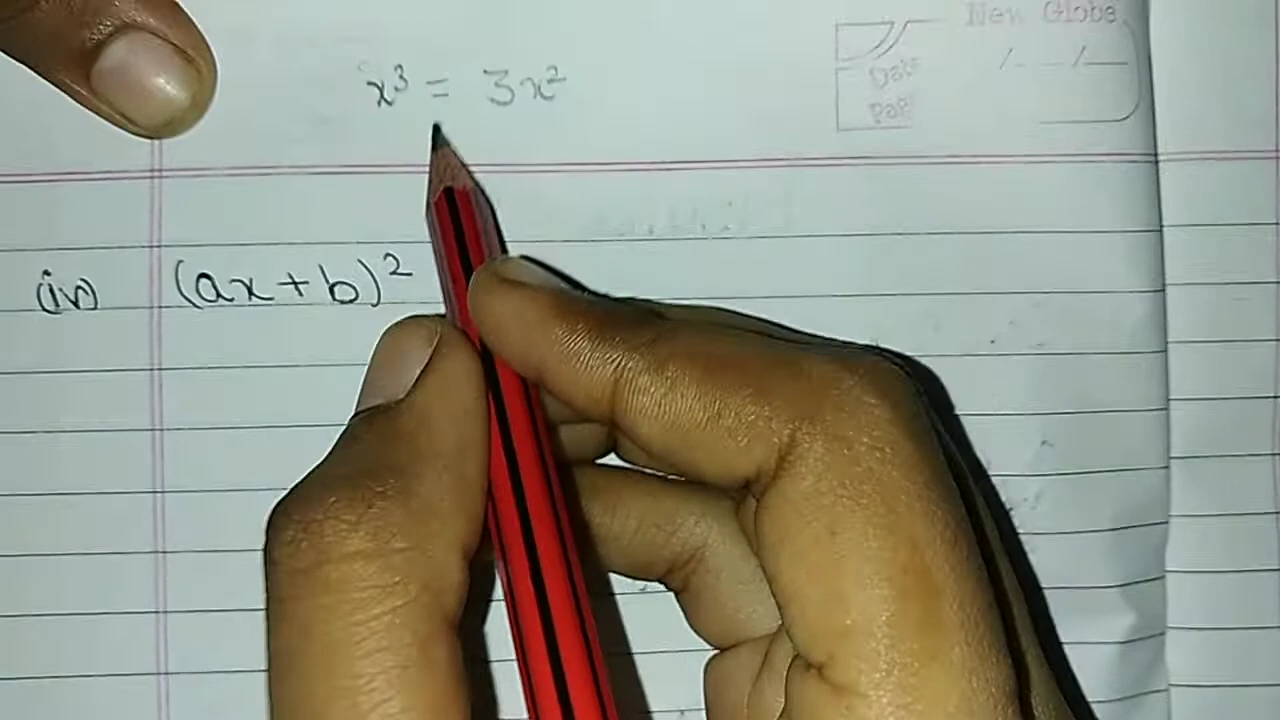 New Globe
x³ = 3x²
Date
/ /
Page
(iv) (ax+b)²